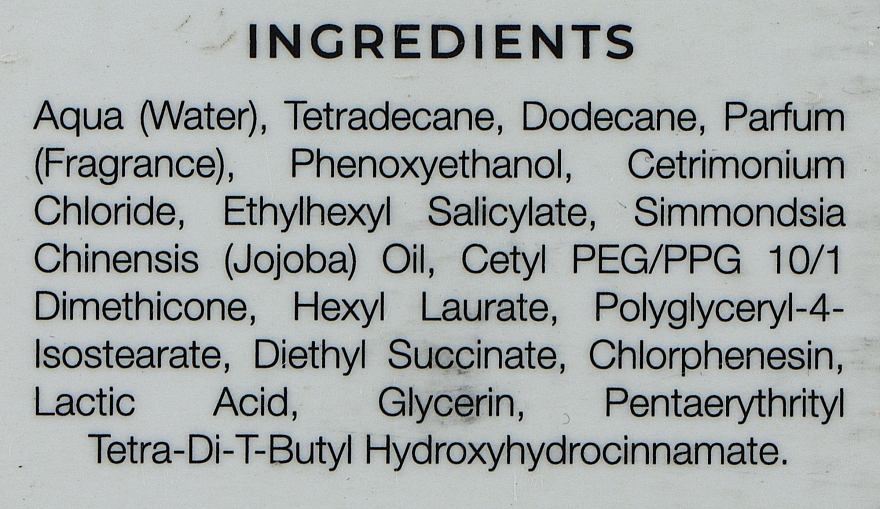 INGREDIENTS
Aqua (Water), Tetradecane, Dodecane, Parfum
(Fragrance), Phenoxyethanol, Cetrimonium
Chloride, Ethylhexyl Salicylate, Simmondsia
Chinensis (Jojoba) Oil, Cetyl PEG/PPG 10/1
Dimethicone, Hexyl Laurate, Polyglyceryl-4-
Isostearate, Diethyl Succinate, Chlorphenesin,
Lactic Acid, Glycerin, Pentaerythrityl
Tetra-Di-T-Butyl Hydroxyhydrocinnamate.